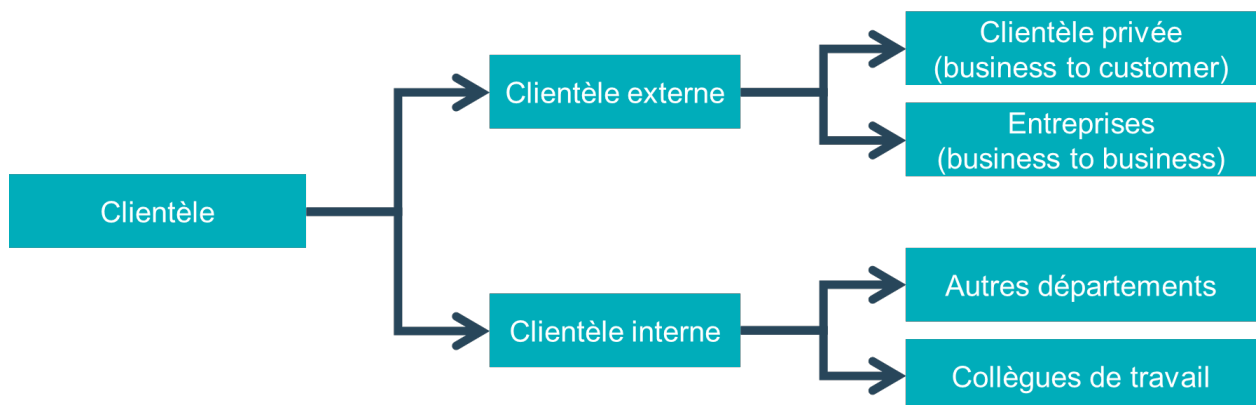 Clientèle
Clientèle externe
Clientèle privée
(business to customer)
Entreprises
(business to business)
Clientèle interne
Autres départements
Collègues de travail